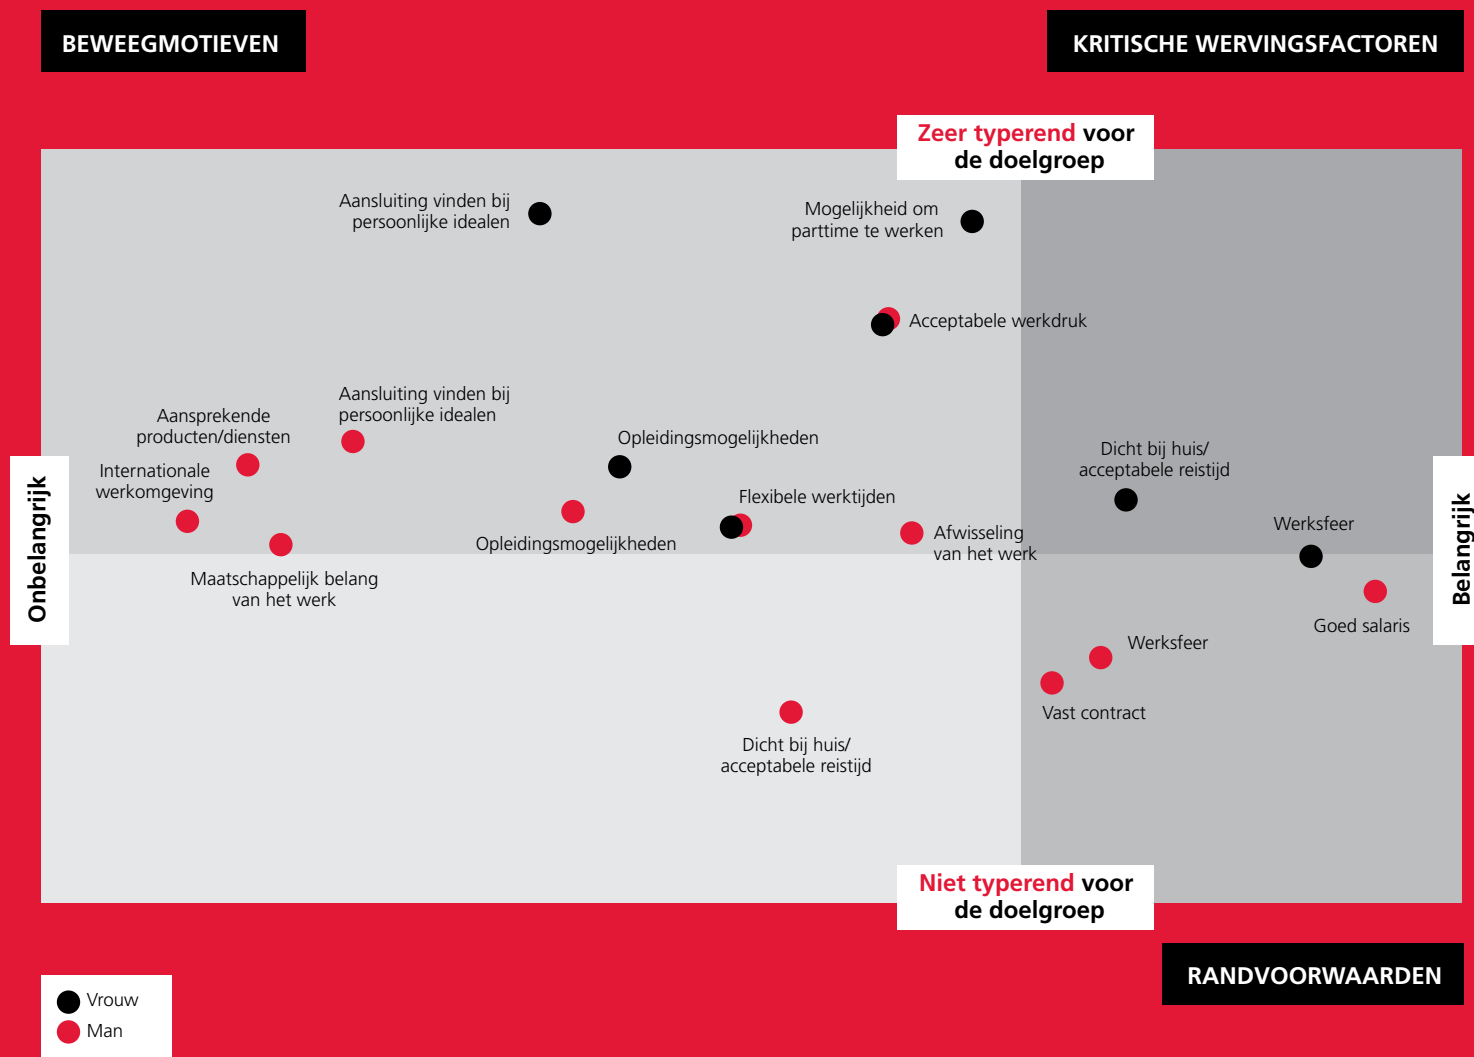 BEWEEGMOTIEVEN
KRITISCHE WERVINGSFACTOREN
Zeer typerend voor
de doelgroep
Aansluiting vinden bij
persoonlijke idealen
Mogelijkheid om
parttime te werken
Acceptabele werkdruk
Aansluiting vinden bij
persoonlijke idealen
Aansprekende
producten/diensten
Opleidingsmogelijkheden
Dicht bij huis/
acceptabele reistijd
Internationale
werkomgeving
Flexibele werktijden
Werksfeer
Afwisseling
van het werk
Opleidingsmogelijkheden
Onbelangrijk
Belangrijk
Maatschappelijk belang
van het werk
Goed salaris
Werksfeer
Vast contract
Dicht bij huis/
acceptabele reistijd
Niet typerend voor
de doelgroep
RANDVOORWAARDEN
Vrouw
Man